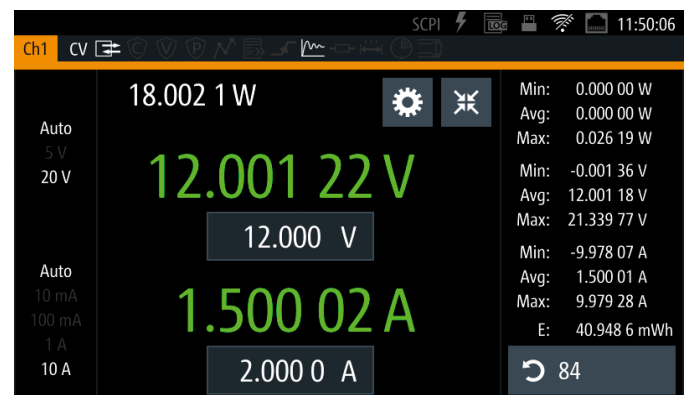 SCPI LOG 11:50:06
Ch1 CV C V P
18.002 1 W
Auto
5 V
20 V
12.001 22 V
12.000 V
Auto
10 mA
100 mA
1 A
10 A
1.500 02 A
2.000 0 A
Min: 0.000 00 W
Avg: 0.000 00 W
Max: 0.026 19 W
Min: -0.001 36 V
Avg: 12.001 18 V
Max: 21.339 77 V
Min: -9.978 07 A
Avg: 1.500 01 A
Max: 9.979 28 A
E: 40.948 6 mWh
84